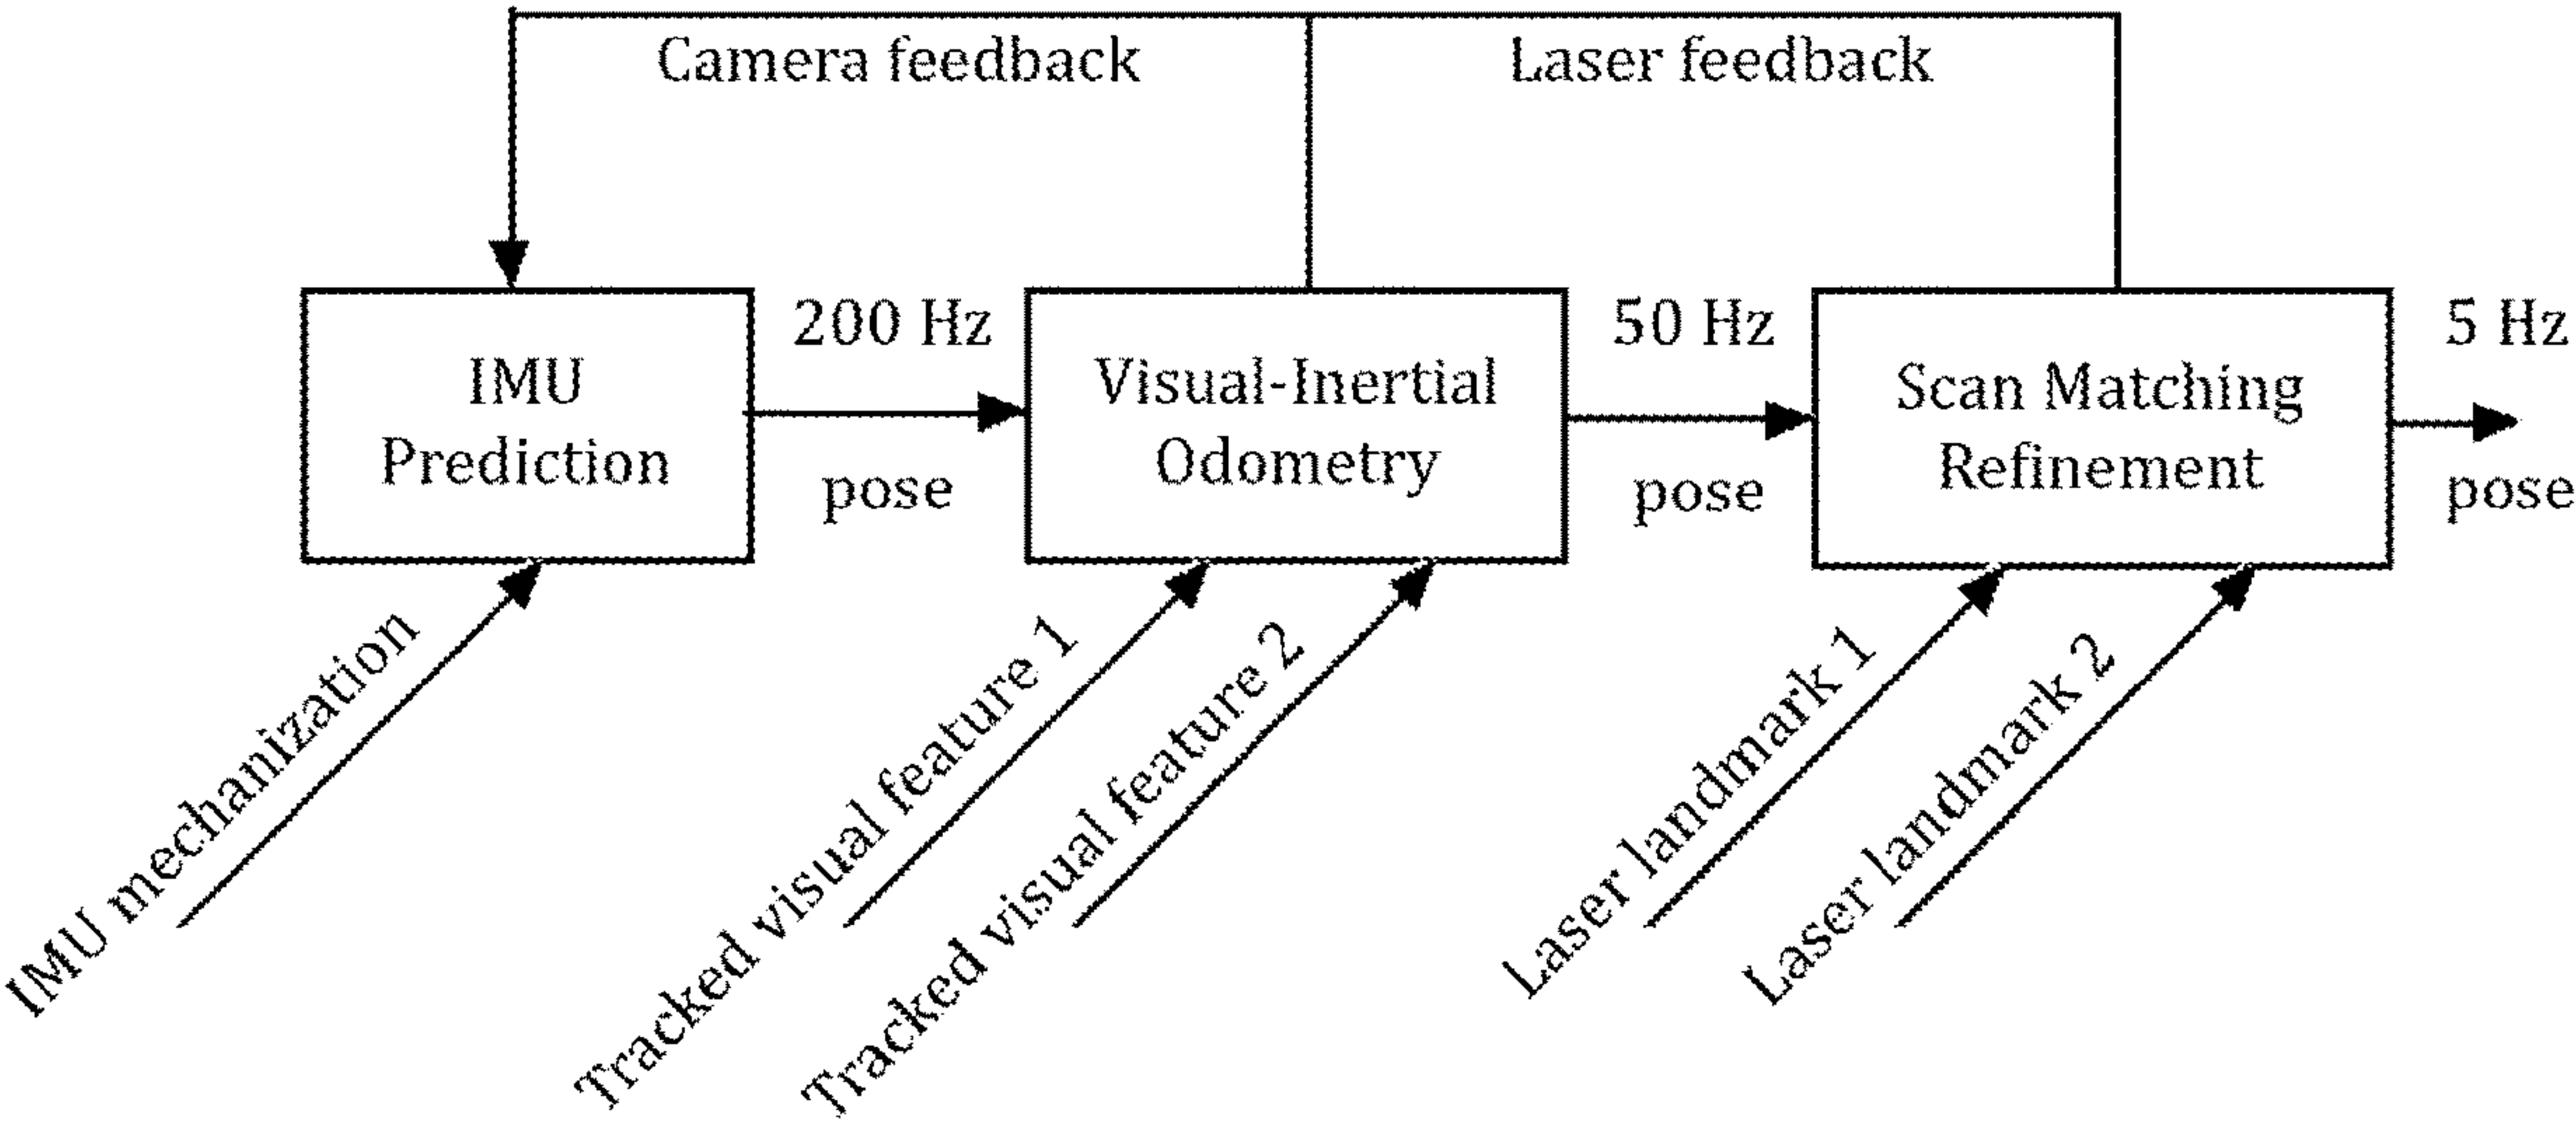 Camera feedback
Laser feedback
IMU
Prediction
200 Hz
pose
Visual-Inertial
Odometry
50 Hz
pose
Scan Matching
Refinement
5 Hz
pose
IMU mechanization
Tracked visual feature 1
Tracked visual feature 2
Laser landmark 1
Laser landmark 2